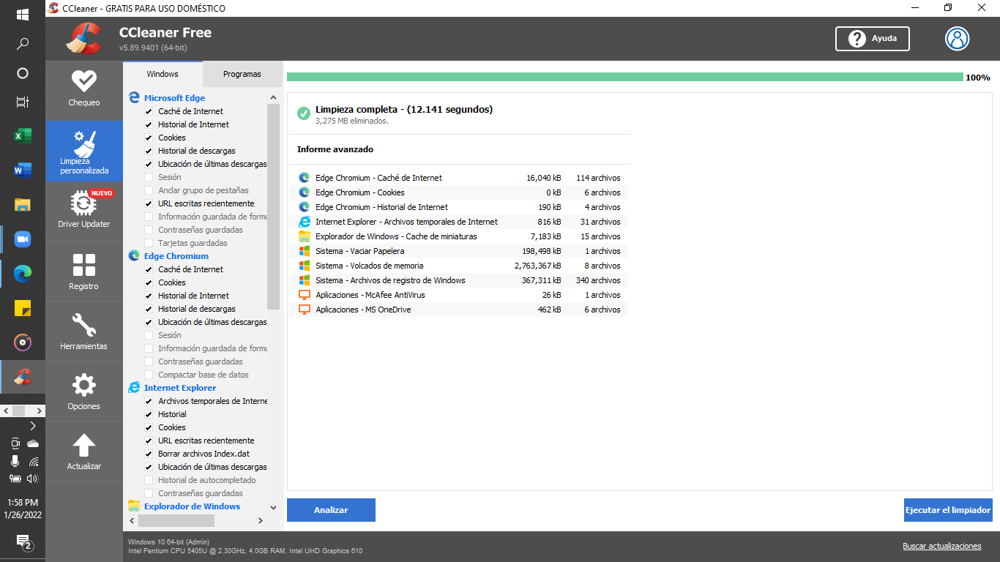 CCleaner - GRATIS PARA USO DOMÉSTICO
CCleaner Free
v5.89.9401 (64-bit)
Ayuda
Chequeo
Limpieza
personalizada
NUEVO
Driver Updater
Registro
Herramientas
Opciones
Actualizar
Windows
Programas
Microsoft Edge
Caché de Internet
Historial de Internet
Cookies
Historial de descargas
Ubicación de últimas descargas
Sesión
Anclar grupo de pestañas
URL escritas recientemente
Información guardada de formu
Contraseñas guardadas
Tarjetas guardadas
Edge Chromium
Caché de Internet
Cookies
Historial de Internet
Historial de descargas
Ubicación de últimas descargas
Sesión
Información guardada de formu
Contraseñas guardadas
Compactar base de datos
Internet Explorer
Archivos temporales de Interne
Historial
Cookies
URL escritas recientemente
Borrar archivos Index.dat
Ubicación de últimas descargas
Historial de autocompletado
Contraseñas guardadas
Explorador de Windows
100%
Limpieza completa - (12.141 segundos)
3,275 MB eliminados.
Informe avanzado
Edge Chromium - Caché de Internet 16,040 kB 114 archivos
Edge Chromium - Cookies 0 kB 6 archivos
Edge Chromium - Historial de Internet 190 kB 4 archivos
Internet Explorer - Archivos temporales de Internet 816 kB 31 archivos
Explorador de Windows - Cache de miniaturas 7,183 kB 15 archivos
Sistema - Vaciar Papelera 198,498 kB 1 archivos
Sistema - Volcados de memoria 2,763,367 kB 8 archivos
Sistema - Archivos de registro de Windows 367,311 kB 340 archivos
Aplicaciones - McAfee AntiVirus 26 kB 1 archivos
Aplicaciones - MS OneDrive 462 kB 6 archivos
Analizar
Ejecutar el limpiador
Windows 10 64-bit (Admin)
Intel Pentium CPU 5405U @ 2.30GHz, 4.0GB RAM, Intel UHD Graphics 610
Buscar actualizaciones
1:58 PM
1/26/2022
2